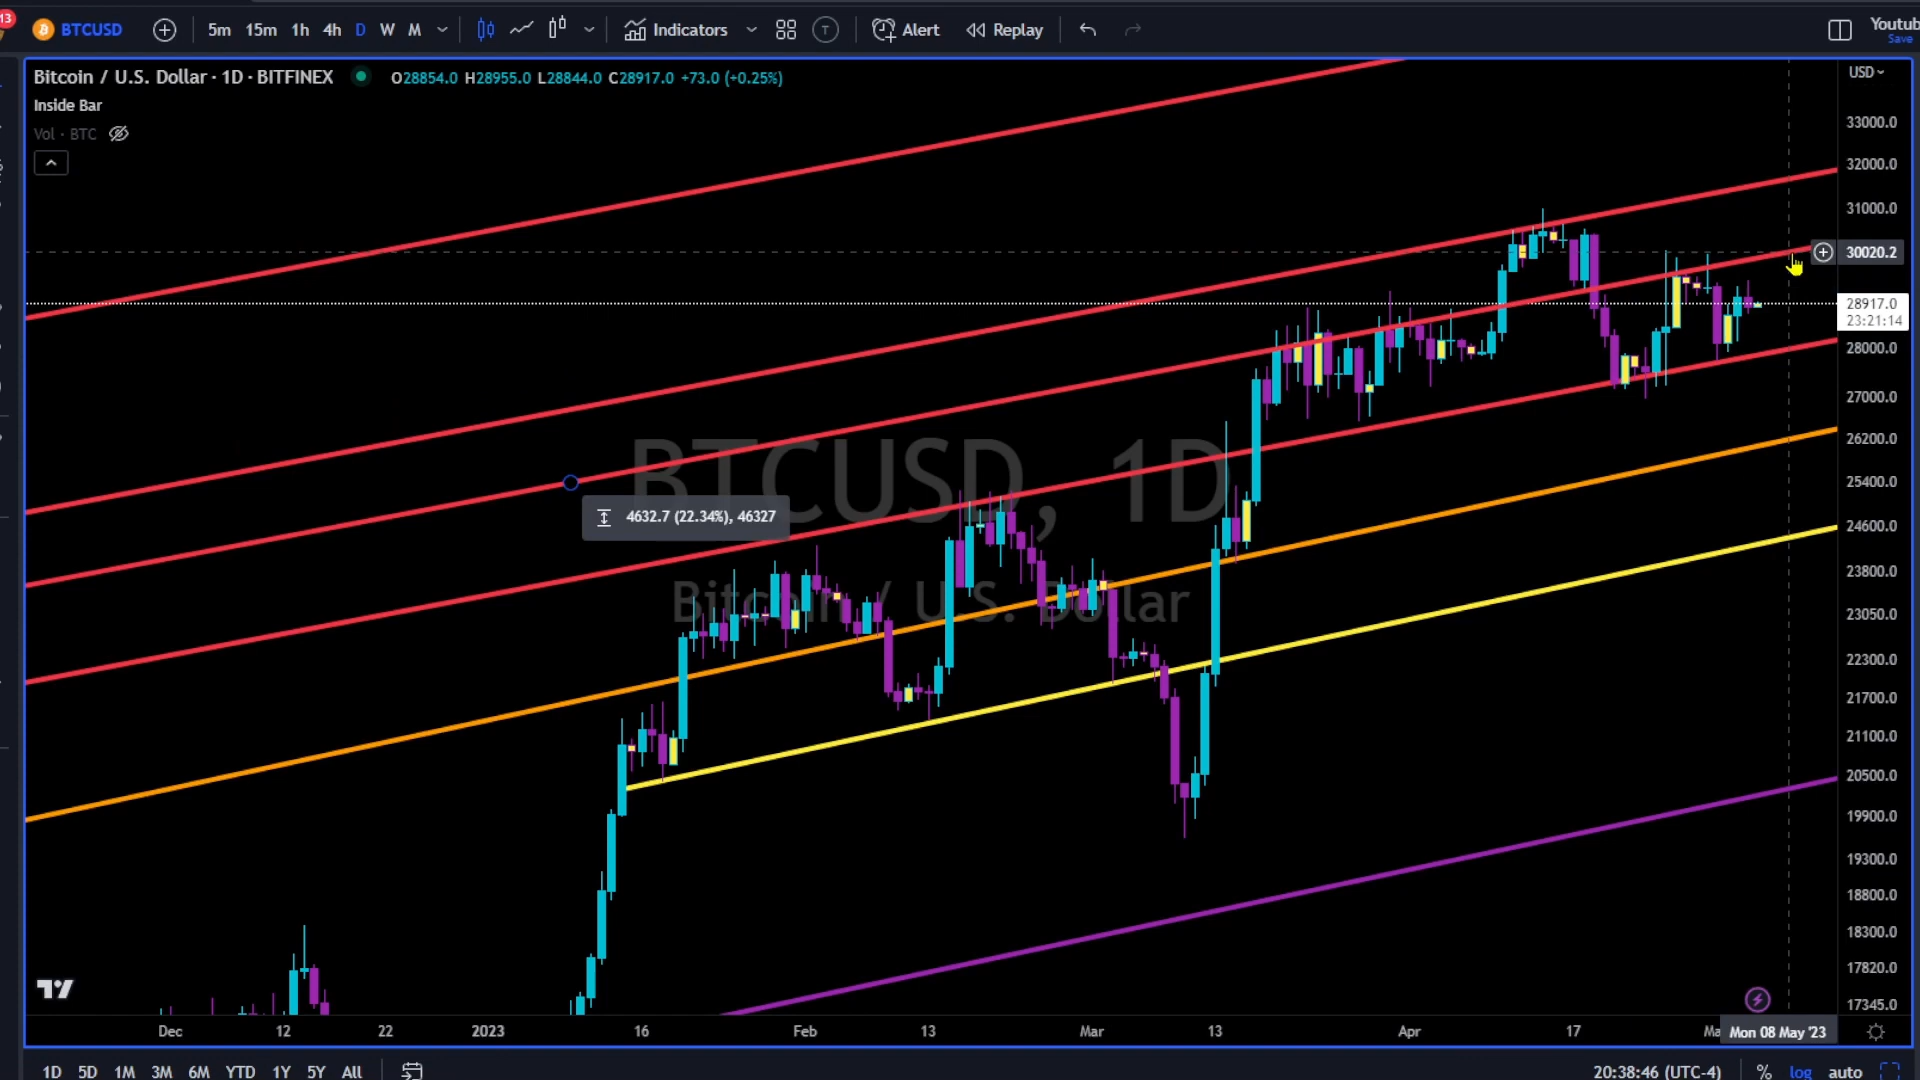 13 BTCUSD 5m 15m 1h 4h D W M Indicators T Alert Replay Youtub
Save
Bitcoin / U.S. Dollar · 1D · BITFINEX O28854.0 H28955.0 L28844.0 C28917.0 +73.0 (+0.25%)
USD
Inside Bar
Vol · BTC
33000.0
32000.0
31000.0
30020.2
28917.0
23:21:14
28000.0
27000.0
26200.0
25400.0
24600.0
23800.0
23050.0
22300.0
21700.0
21100.0
20500.0
19900.0
19300.0
18800.0
18300.0
17820.0
17345.0
BTCUSD, 1D
4632.7 (22.34%), 46327
Bitcoin / U.S. Dollar
Dec 12 22 2023 16 Feb 13 Mar 13 Apr 17 Ma Mon 08 May '23
1D 5D 1M 3M 6M YTD 1Y 5Y All 20:38:46 (UTC-4) % log auto